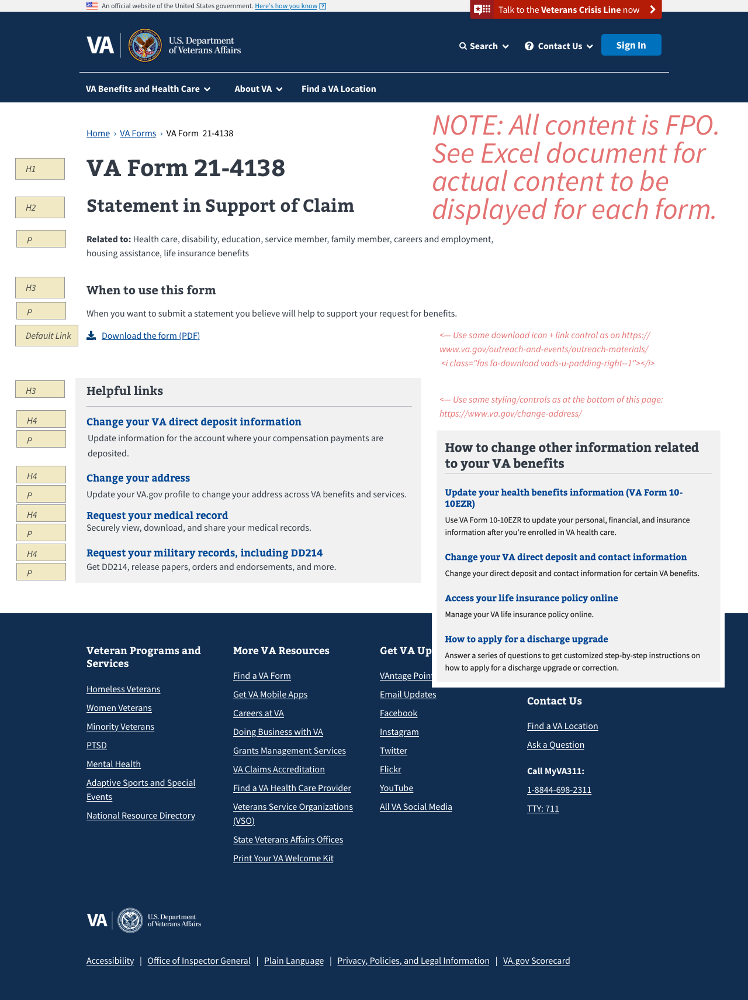 An official website of the United States government. Here's how you know
Talk to the Veterans Crisis Line now
VA
U.S. Department
of Veterans Affairs
Search
Contact Us
Sign In
VA Benefits and Health Care
About VA
Find a VA Location
Home › VA Forms › VA Form 21-4138
NOTE: All content is FPO.
See Excel document for
actual content to be
displayed for each form.
H1
VA Form 21-4138
H2
Statement in Support of Claim
P
Related to: Health care, disability, education, service member, family member, careers and employment,
housing assistance, life insurance benefits
H3
When to use this form
P
When you want to submit a statement you believe will help to support your request for benefits.
Default Link
Download the form (PDF)
<— Use same download icon + link control as on https://
www.va.gov/outreach-and-events/outreach-materials/
<i class="fas fa-download vads-u-padding-right--1"></i>
H3
Helpful links
<— Use same styling/controls as at the bottom of this page:
https://www.va.gov/change-address/
H4
Change your VA direct deposit information
P
Update information for the account where your compensation payments are
deposited.
H4
Change your address
P
Update your VA.gov profile to change your address across VA benefits and services.
H4
Request your medical record
P
Securely view, download, and share your medical records.
H4
Request your military records, including DD214
P
Get DD214, release papers, orders and endorsements, and more.
How to change other information related
to your VA benefits
Update your health benefits information (VA Form 10-
10EZR)
Use VA Form 10-10EZR to update your personal, financial, and insurance
information after you're enrolled in VA health care.
Change your VA direct deposit and contact information
Change your direct deposit and contact information for certain VA benefits.
Access your life insurance policy online
Manage your VA life insurance policy online.
How to apply for a discharge upgrade
Answer a series of questions to get customized step-by-step instructions on
how to apply for a discharge upgrade or correction.
Veteran Programs and
Services
Homeless Veterans
Women Veterans
Minority Veterans
PTSD
Mental Health
Adaptive Sports and Special
Events
National Resource Directory
More VA Resources
Find a VA Form
Get VA Mobile Apps
Careers at VA
Doing Business with VA
Grants Management Services
VA Claims Accreditation
Find a VA Health Care Provider
Veterans Service Organizations
(VSO)
State Veterans Affairs Offices
Print Your VA Welcome Kit
Get VA Up
VAntage Poin
Email Updates
Facebook
Instagram
Twitter
Flickr
YouTube
All VA Social Media
Contact Us
Find a VA Location
Ask a Question
Call MyVA311:
1-8844-698-2311
TTY: 711
VA
U.S. Department
of Veterans Affairs
Accessibility | Office of Inspector General | Plain Language | Privacy, Policies, and Legal Information | VA.gov Scorecard